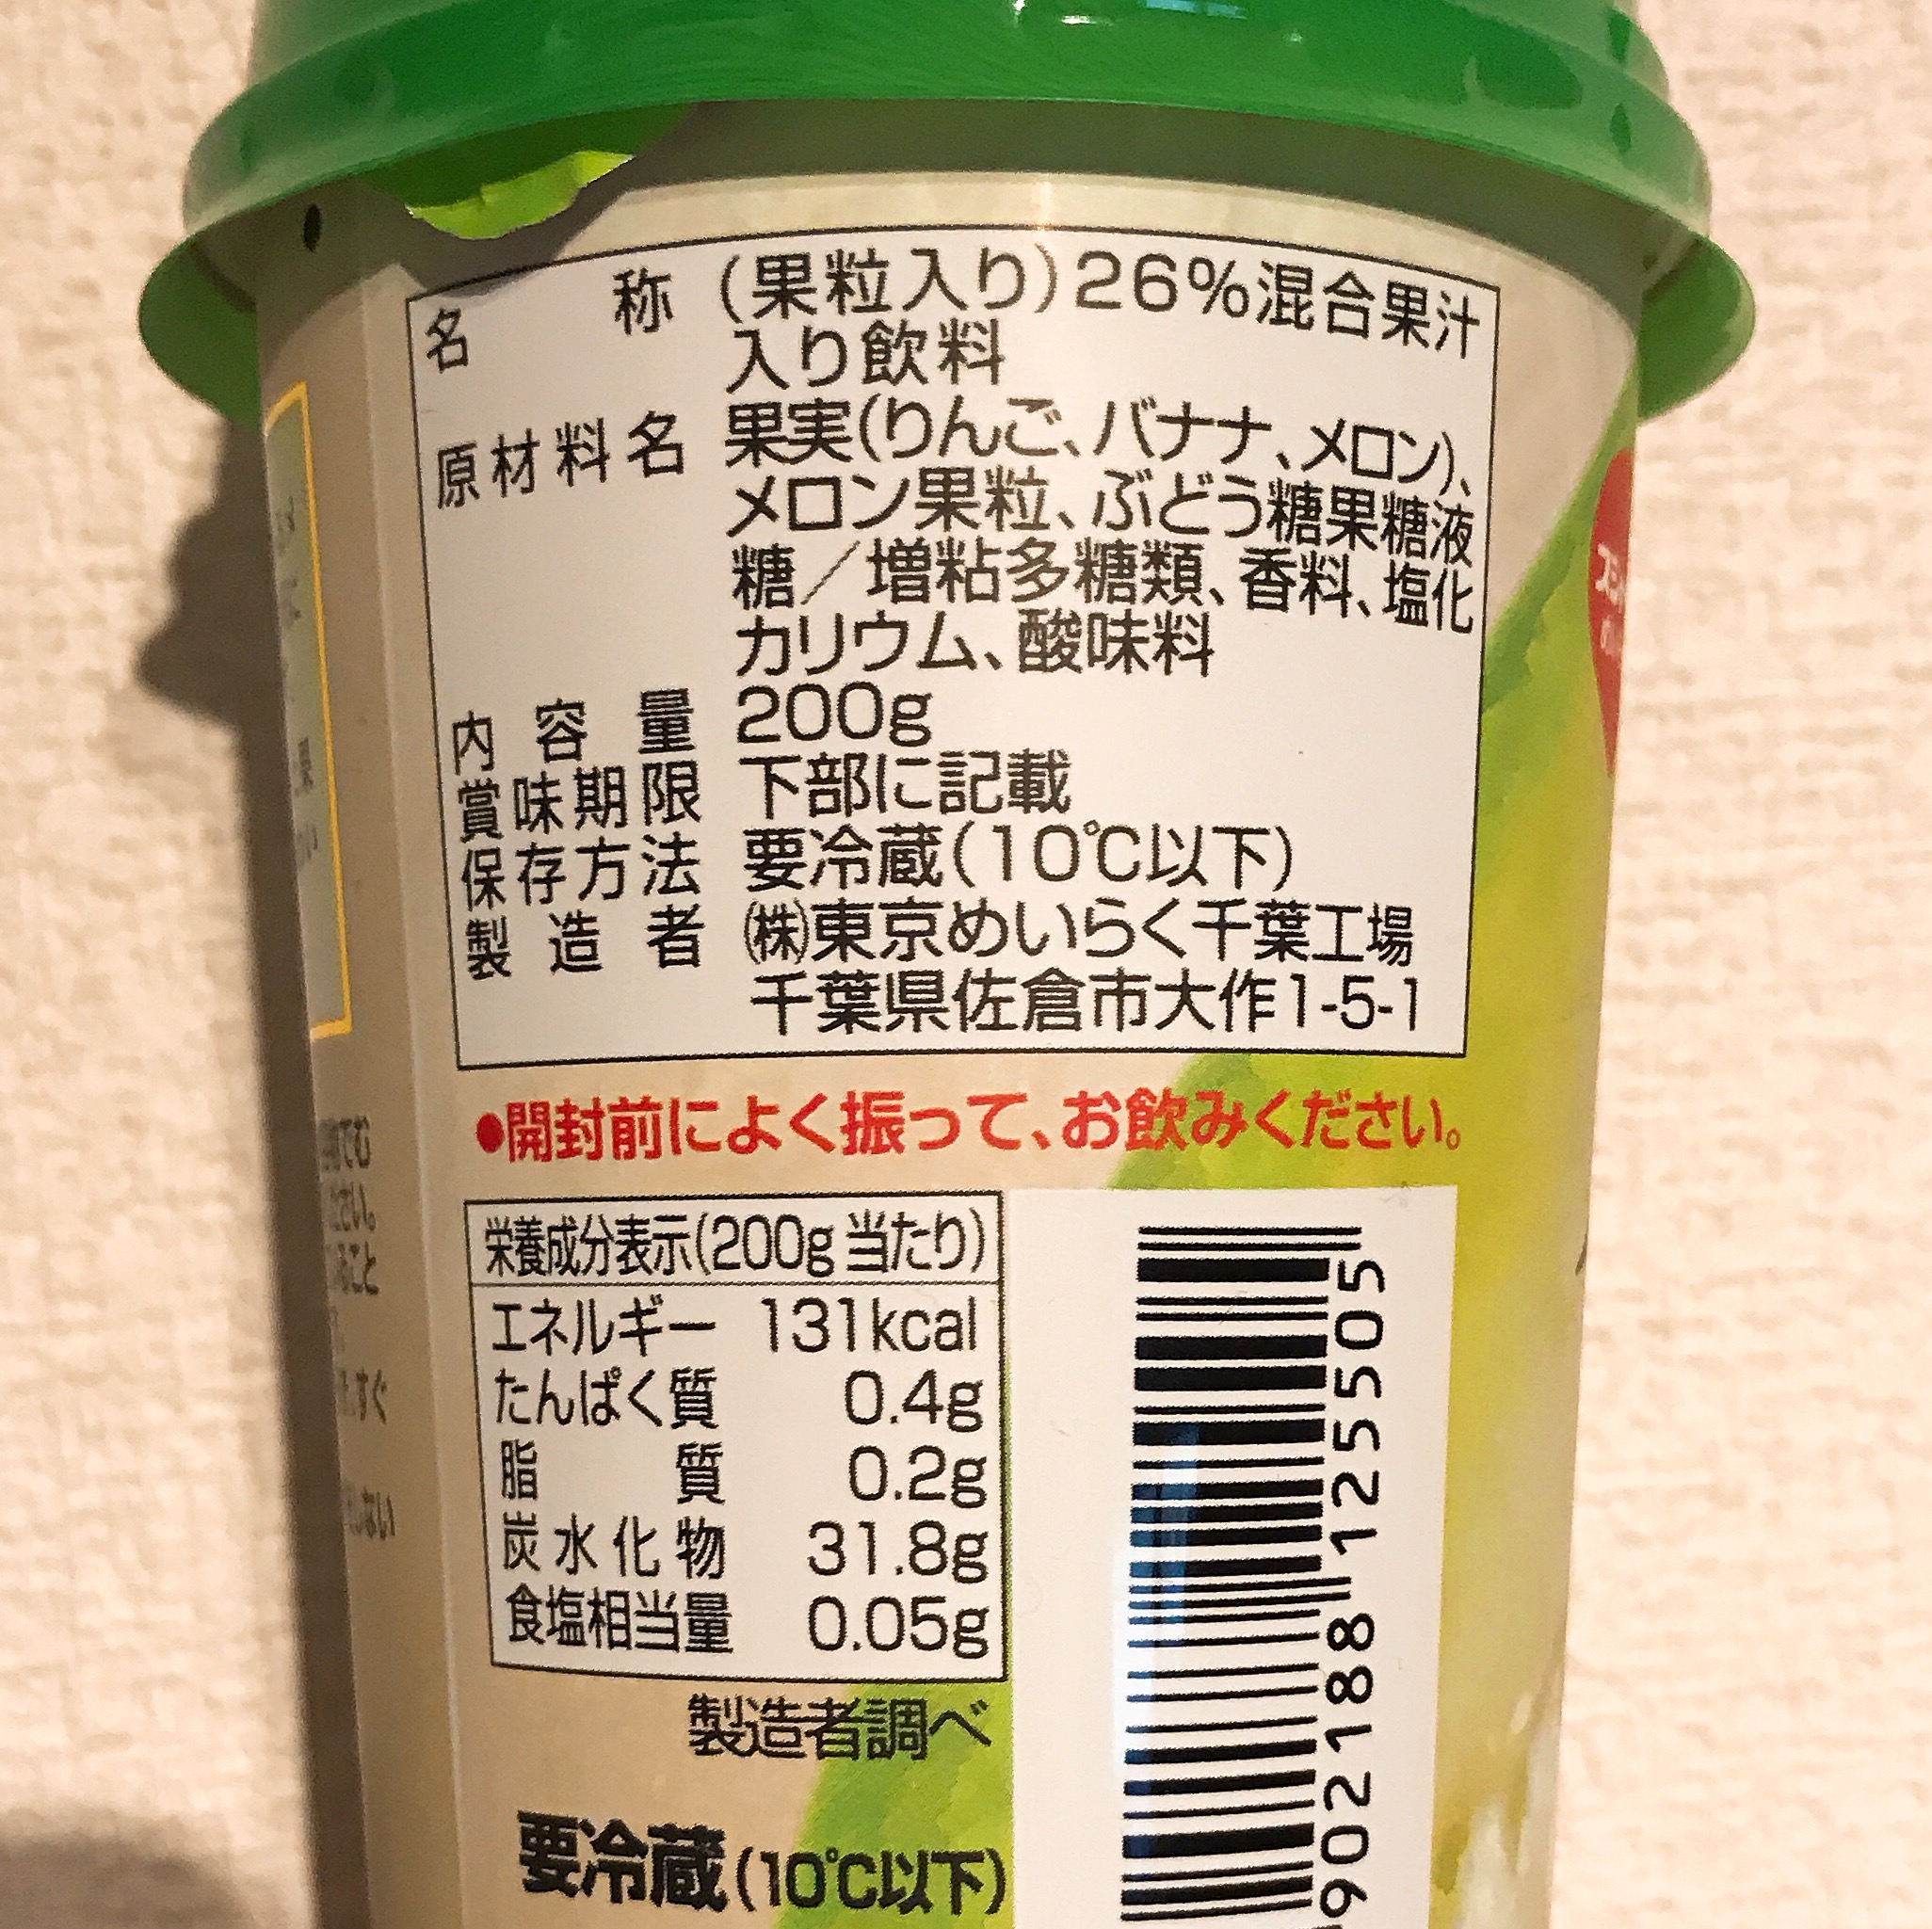 名称 (果粒入り)26%混合果汁
入り飲料
原材料名 果実(りんご、バナナ、メロン)、
メロン果粒、ぶどう糖果糖液
糖/増粘多糖類、香料、塩化
カリウム、酸味料
内容量 200g
賞味期限 下部に記載
保存方法 要冷蔵(10℃以下)
製造者 ㈱東京めいらく千葉工場
千葉県佐倉市大作1-5-1
●開封前によく振って、お飲みください。
栄養成分表示(200g当たり)
エネルギー 131kcal
たんぱく質 0.4g
脂質 0.2g
炭水化物 31.8g
食塩相当量 0.05g
製造者調べ
要冷蔵(10℃以下)
902188125505